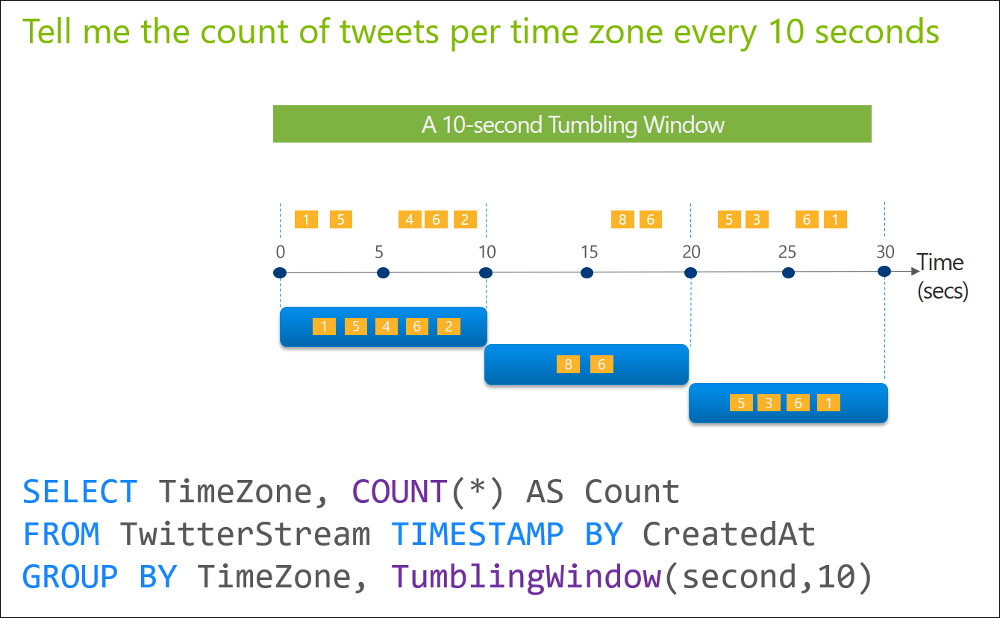 Tell me the count of tweets per time zone every 10 seconds
A 10-second Tumbling Window
1 5 4 6 2 8 6 5 3 6 1
0 5 10 15 20 25 30
Time
(secs)
1 5 4 6 2
8 6
5 3 6 1
SELECT TimeZone, COUNT(*) AS Count
FROM TwitterStream TIMESTAMP BY CreatedAt
GROUP BY TimeZone, TumblingWindow(second,10)